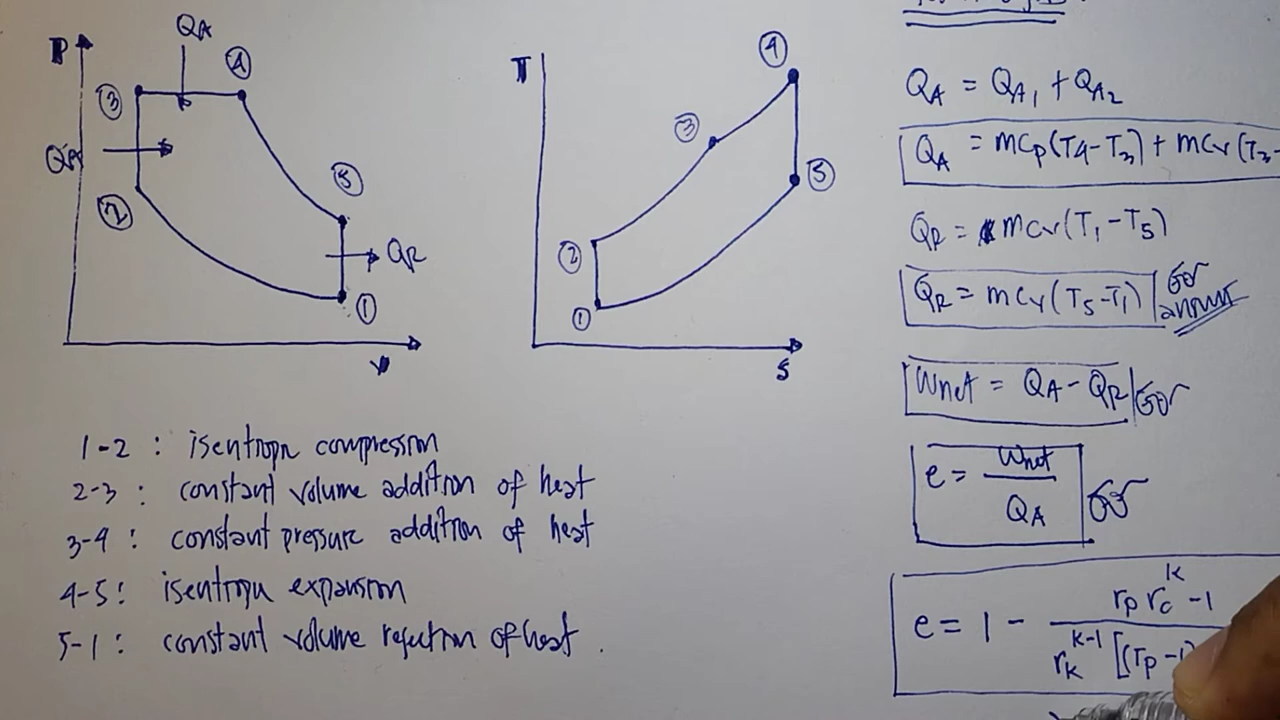 P
QA
③ ④
QA
⑤
②
QR
①
V
T
④
③
⑤
②
①
S
1-2 : isentropic compression
2-3 : constant volume addition of heat
3-4 : constant pressure addition of heat
4-5 : isentropic expansion
5-1 : constant volume rejection of heat .
QA = QA1 + QA2
QA = mcp(T4-T3) + mcv(T3-
QR = mcv(T1-T5)
QR = mcv(T5-T1)
answer
Wnet = QA - QR
e = Wnet / QA
e = 1 - rp rc^k -1 / rk^k-1 [(rp-1)